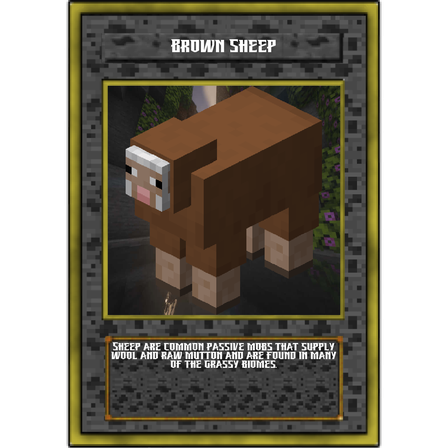 Brown Sheep
Sheep are common passive mobs that supply
wool and raw mutton and are found in many
of the grassy biomes.